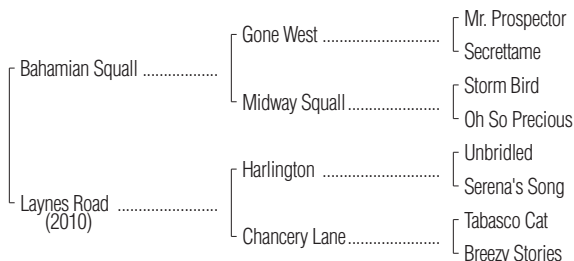 Mr. Prospector
Gone West
Secrettame
Bahamian Squall
Storm Bird
Midway Squall
Oh So Precious
Unbridled
Harlington
Serena's Song
Laynes Road
(2010)
Tabasco Cat
Chancery Lane
Breezy Stories